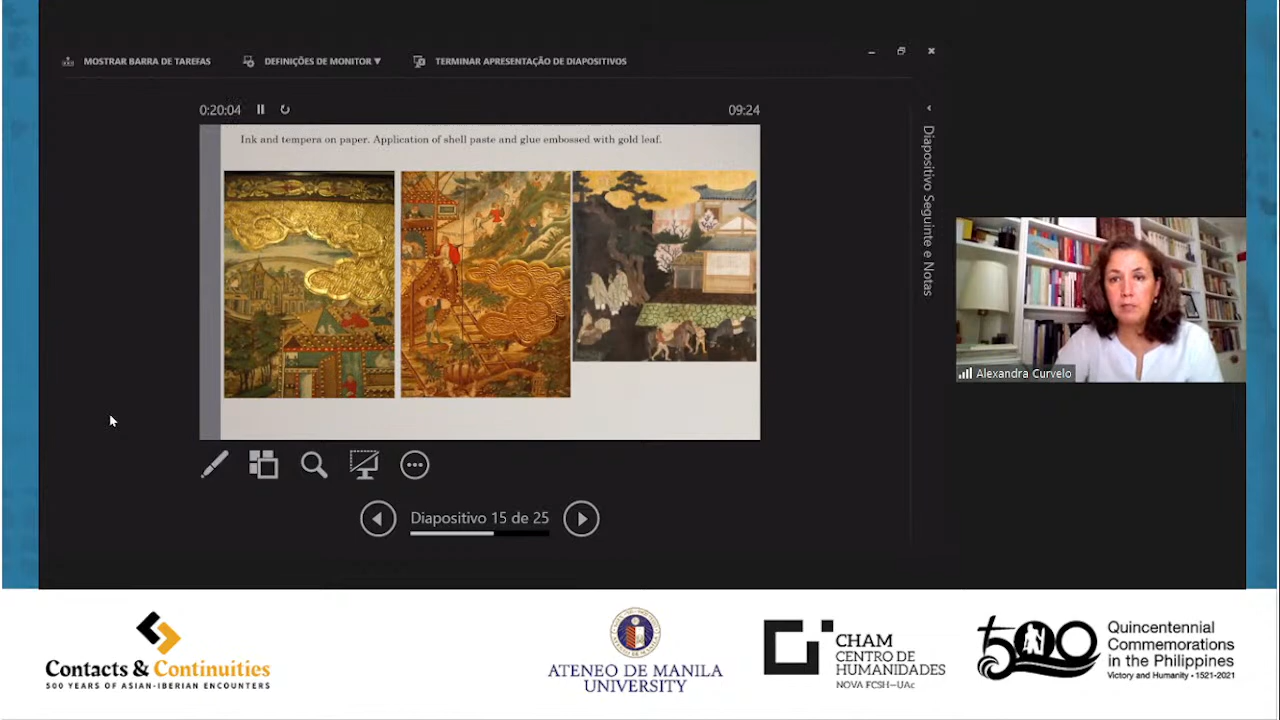 MOSTRAR BARRA DE TAREFAS
DEFINIÇÕES DE MONITOR ▼
TERMINAR APRESENTAÇÃO DE DIAPOSITIVOS
0:20:04
09:24
Ink and tempera on paper. Application of shell paste and glue embossed with gold leaf.
Diapositivo Seguinte e Notas
Alexandra Curvelo
Diapositivo 15 de 25
Contacts & Continuities
500 YEARS OF ASIAN-IBERIAN ENCOUNTERS
ATENEO DE MANILA
UNIVERSITY
CHAM
CENTRO DE
HUMANIDADES
NOVA FCSH—UAc
500
Quincentennial
Commemorations
in the Philippines
Victory and Humanity • 1521-2021